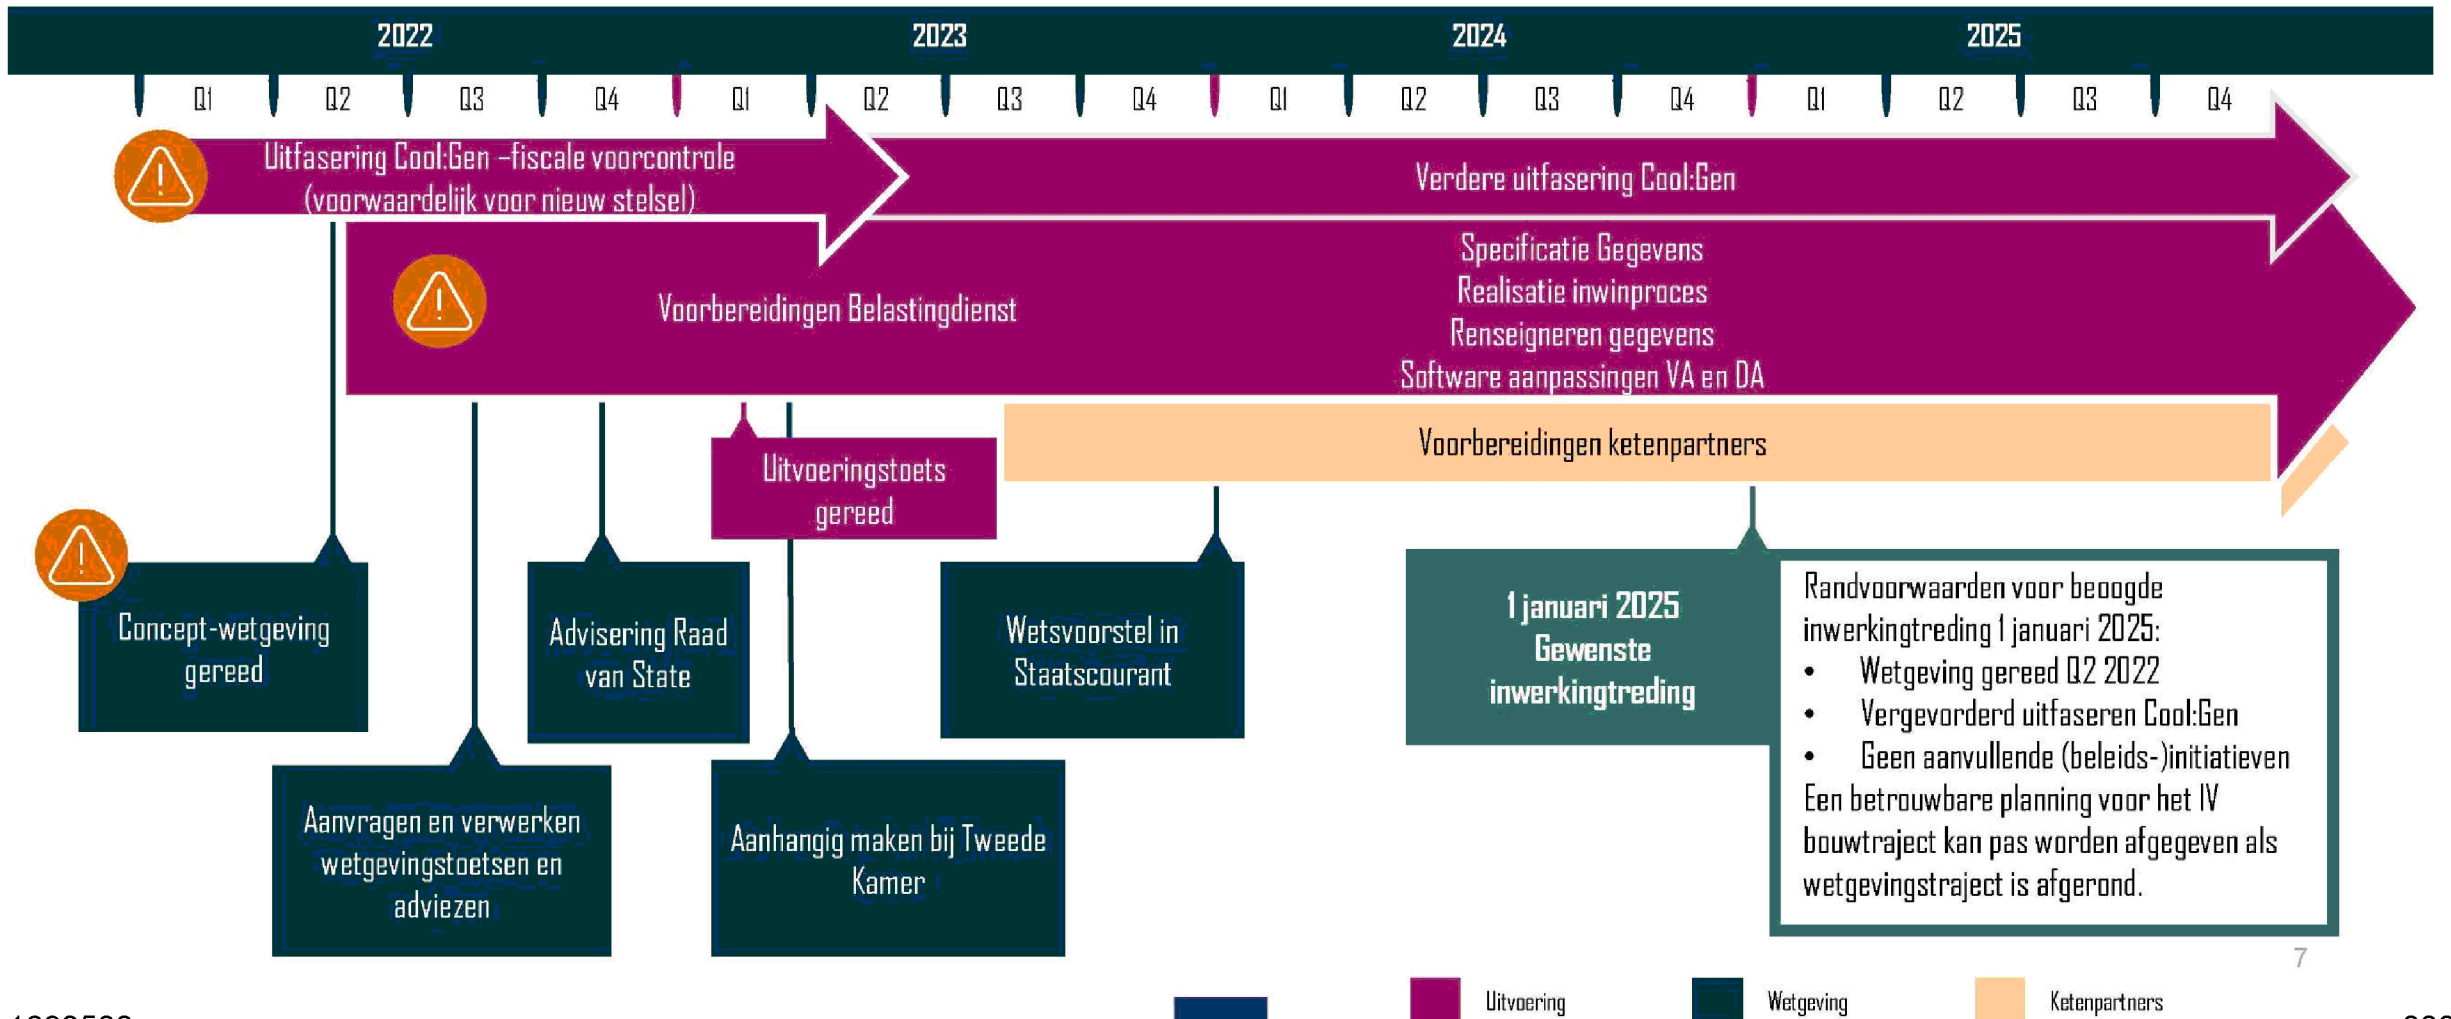 2022
2023
2024
2025
Q1
Q2
Q3
Q4
Q1
Q2
Q3
Q4
Q1
Q2
Q3
Q4
Q1
Q2
Q3
Q4
Uitfasering Cool:Gen –fiscale voorcontrole
(voorwaardelijk voor nieuw stelsel)
Verdere uitfasering Cool:Gen
Voorbereidingen Belastingdienst
Specificatie Gegevens
Realisatie inwinproces
Renseigneren gegevens
Software aanpassingen VA en DA
Voorbereidingen ketenpartners
Uitvoeringstoets
gereed
Concept-wetgeving
gereed
Advisering Raad
van State
Wetsvoorstel in
Staatscourant
1 januari 2025
Gewenste
inwerkingtreding
Aanvragen en verwerken
wetgevingstoetsen en
adviezen
Aanhangig maken bij Tweede
Kamer
Randvoorwaarden voor beoogde
inwerkingtreding 1 januari 2025:
• Wetgeving gereed Q2 2022
• Vergevorderd uitfaseren Cool:Gen
• Geen aanvullende (beleids-)initiatieven
Een betrouwbare planning voor het IV
bouwtraject kan pas worden afgegeven als
wetgevingstraject is afgerond.
7
Uitvoering
Wetgeving
Ketenpartners